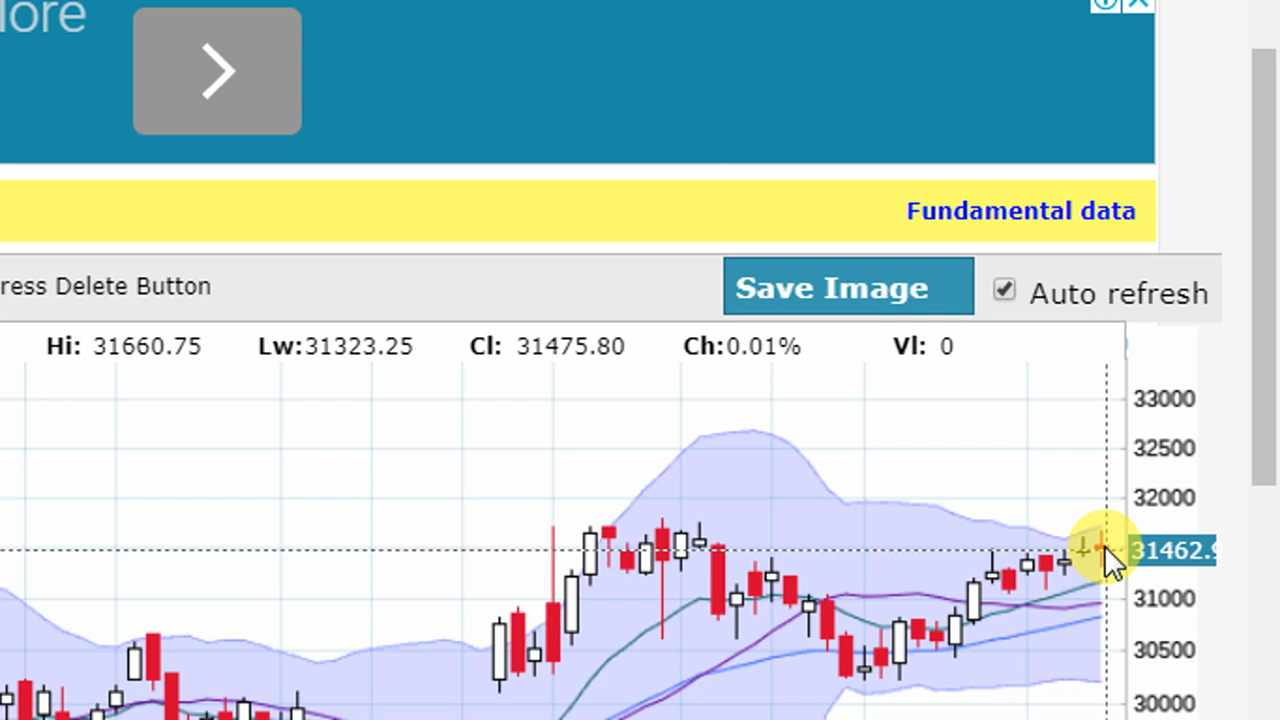 lore
Fundamental data
ress Delete Button
Save Image
Auto refresh
Hi: 31660.75 Lw:31323.25 Cl: 31475.80 Ch:0.01% Vl: 0
33000
32500
32000
31462.9
31000
30500
30000